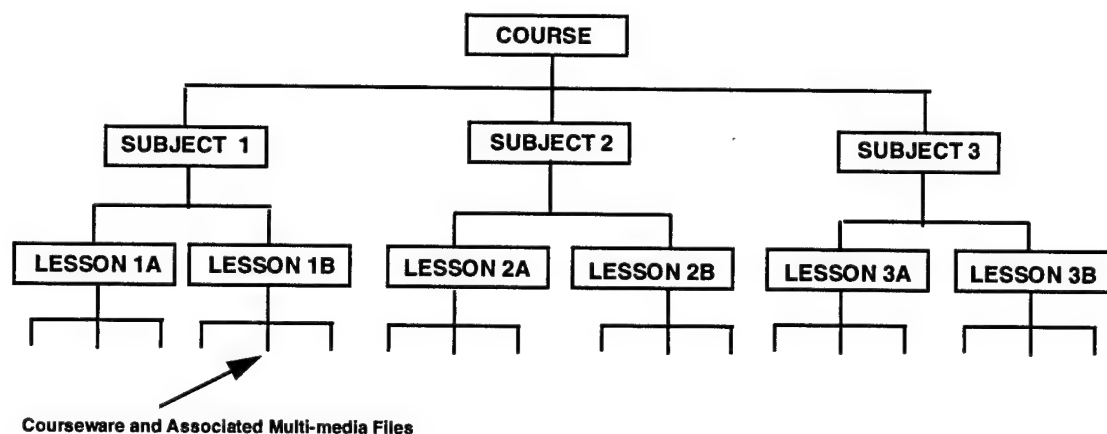 COURSE
SUBJECT 1
SUBJECT 2
SUBJECT 3
LESSON 1A
LESSON 1B
LESSON 2A
LESSON 2B
LESSON 3A
LESSON 3B
Courseware and Associated Multi-media Files